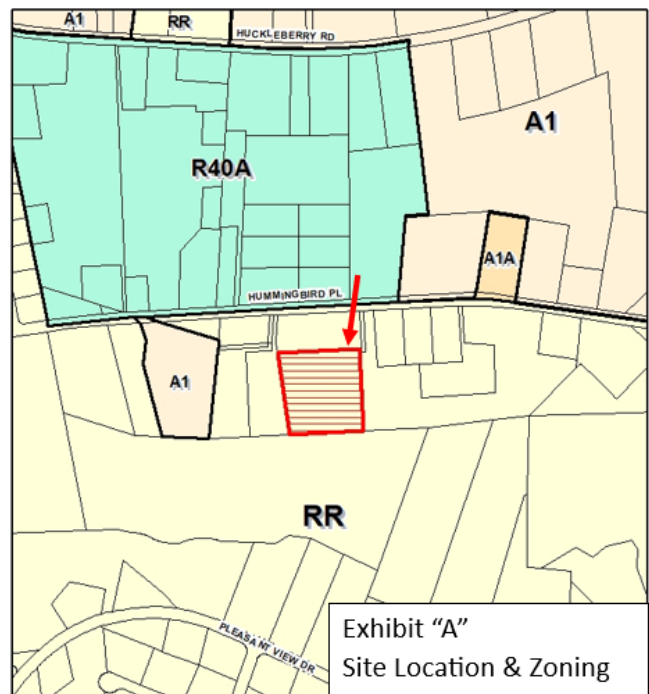 A1
RR
HUCKLEBERRY RD
A1
R40A
A1A
HUMMINGBIRD PL
A1
RR
PLEASANT VIEW DR
Exhibit “A”
Site Location & Zoning